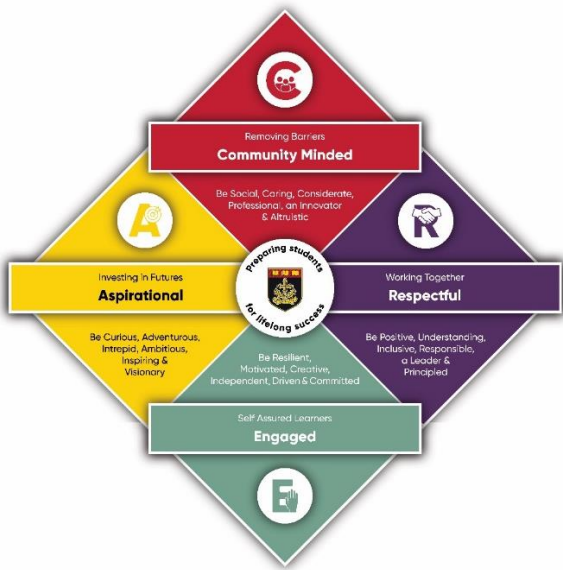 C
Removing Barriers
Community Minded
Be Social, Caring, Considerate,
Professional, an Innovator
& Altruistic
A
Investing in Futures
Aspirational
Be Curious, Adventurous,
Intrepid, Ambitious,
Inspiring &
Visionary
Preparing students
for lifelong success
R
Working Together
Respectful
Be Positive, Understanding,
Inclusive, Responsible,
a Leader &
Principled
Be Resilient,
Motivated, Creative,
Independent, Driven & Committed
Self Assured Learners
Engaged
E